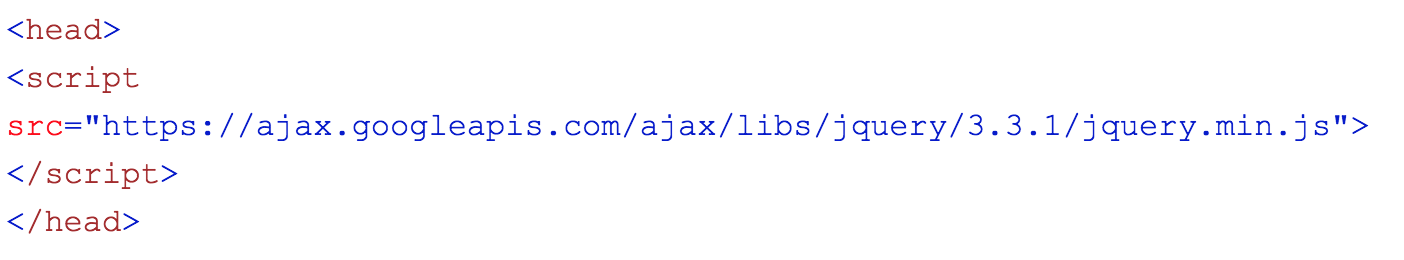 <head>
<script
src="https://ajax.googleapis.com/ajax/libs/jquery/3.3.1/jquery.min.js">
</script>
</head>